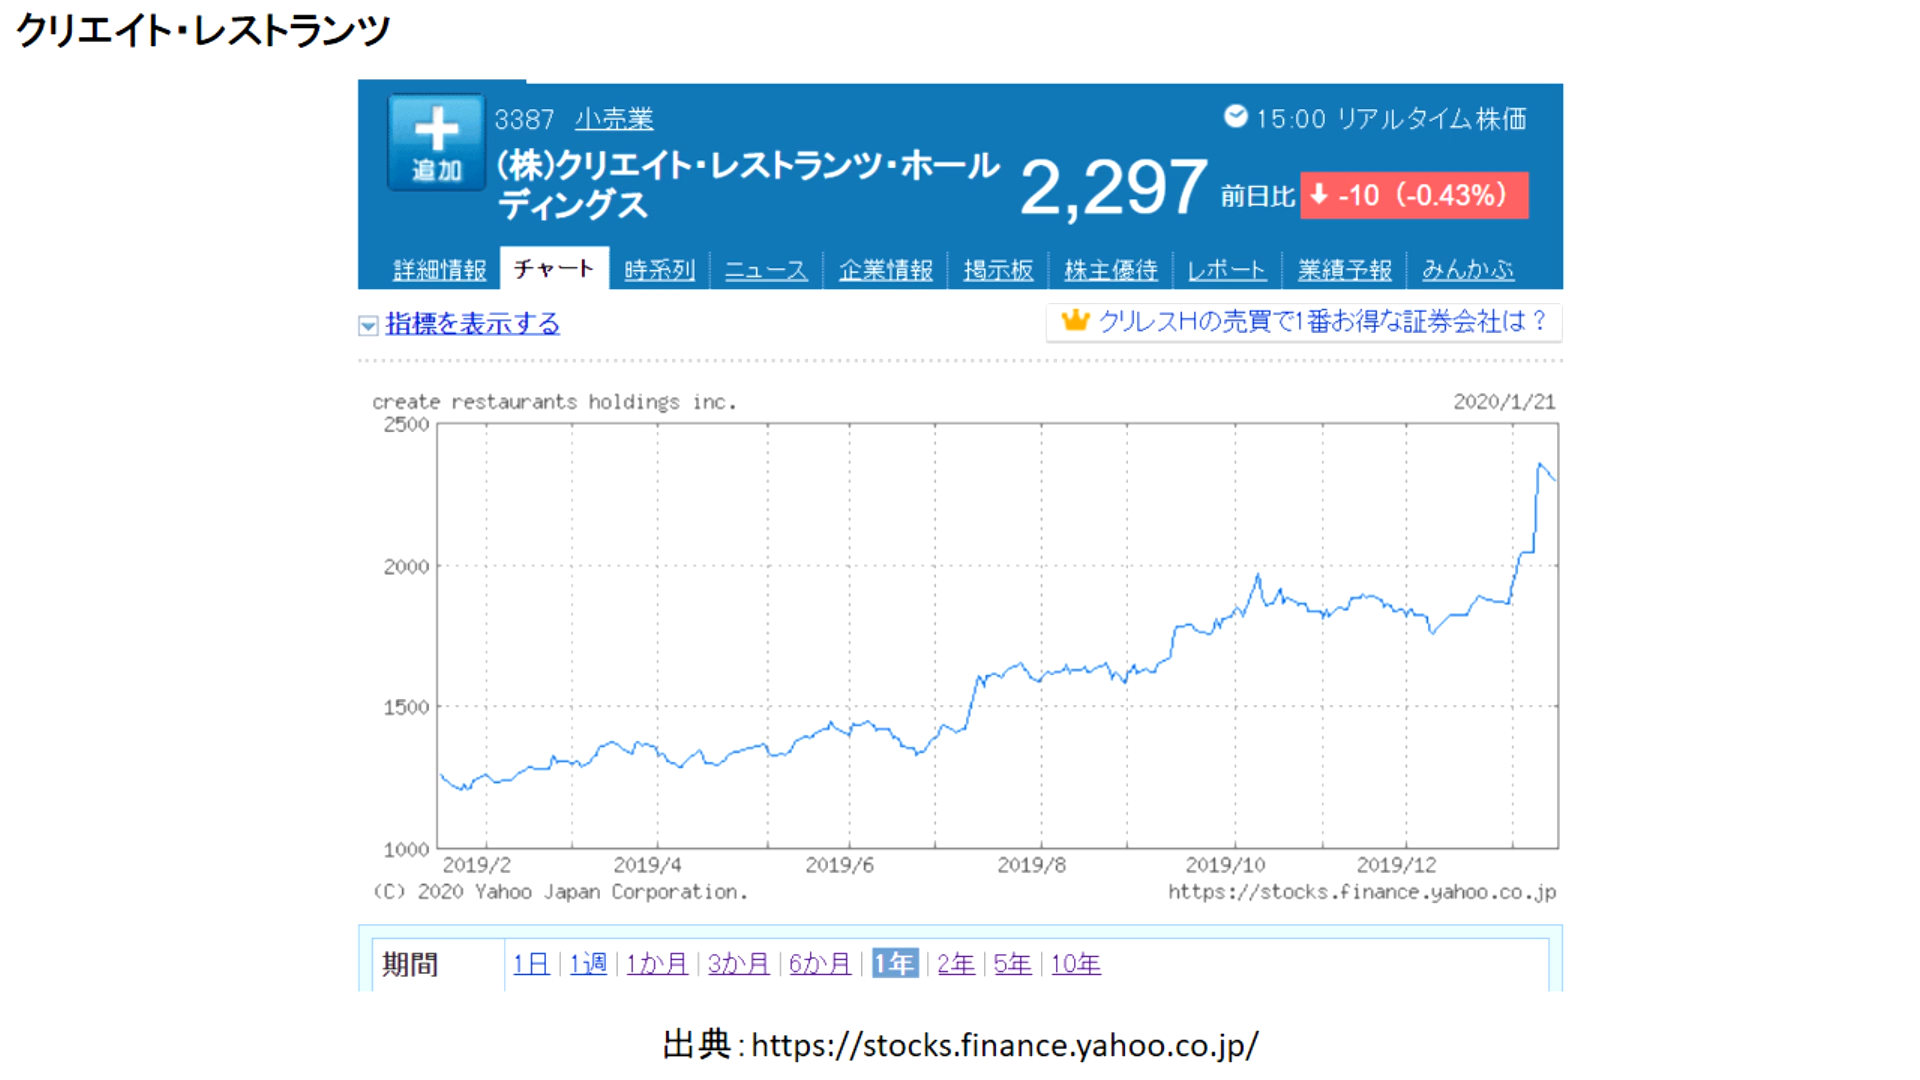 クリエイト・レストランツ
追加
3387 小売業
(株)クリエイト・レストランツ・ホール
ディングス
15:00 リアルタイム株価
2,297 前日比 -10 (-0.43%)
詳細情報 チャート 時系列 ニュース 企業情報 掲示板 株主優待 レポート 業績予報 みんかぶ
指標を表示する
クリレスHの売買で1番お得な証券会社は？
create restaurants holdings inc. 2020/1/21
2500
2000
1500
1000
2019/2 2019/4 2019/6 2019/8 2019/10 2019/12
(C) 2020 Yahoo Japan Corporation. https://stocks.finance.yahoo.co.jp
期間 1日 | 1週 | 1か月 | 3か月 | 6か月 | 1年 | 2年 | 5年 | 10年
出典：https://stocks.finance.yahoo.co.jp/